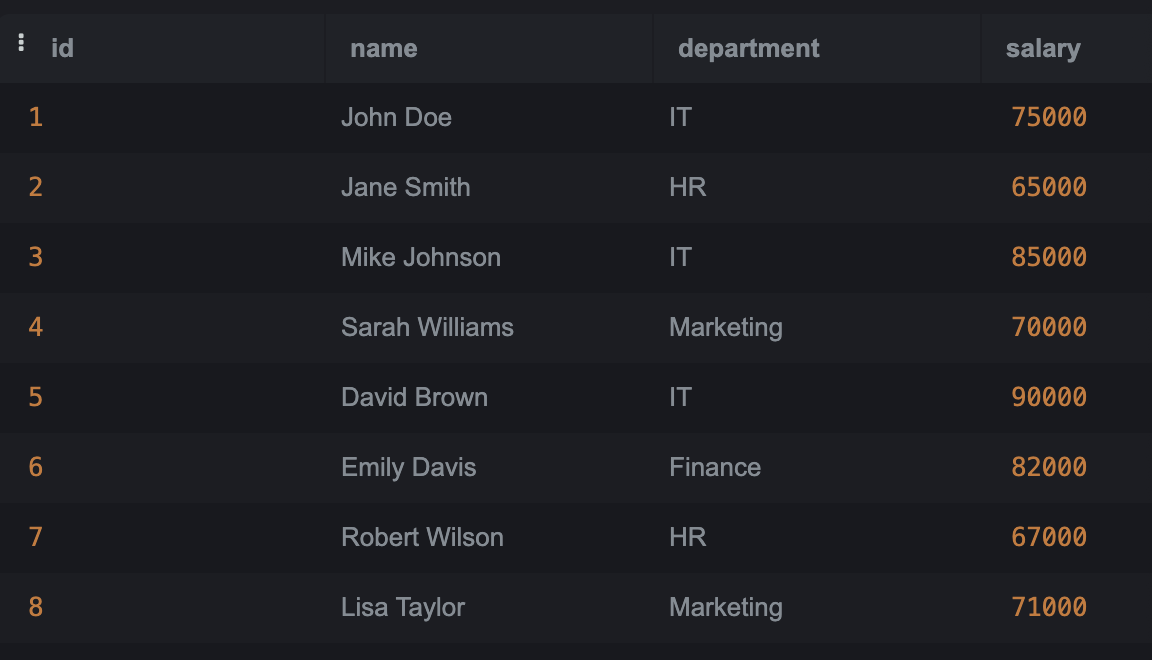 id name department salary
1 John Doe IT 75000
2 Jane Smith HR 65000
3 Mike Johnson IT 85000
4 Sarah Williams Marketing 70000
5 David Brown IT 90000
6 Emily Davis Finance 82000
7 Robert Wilson HR 67000
8 Lisa Taylor Marketing 71000